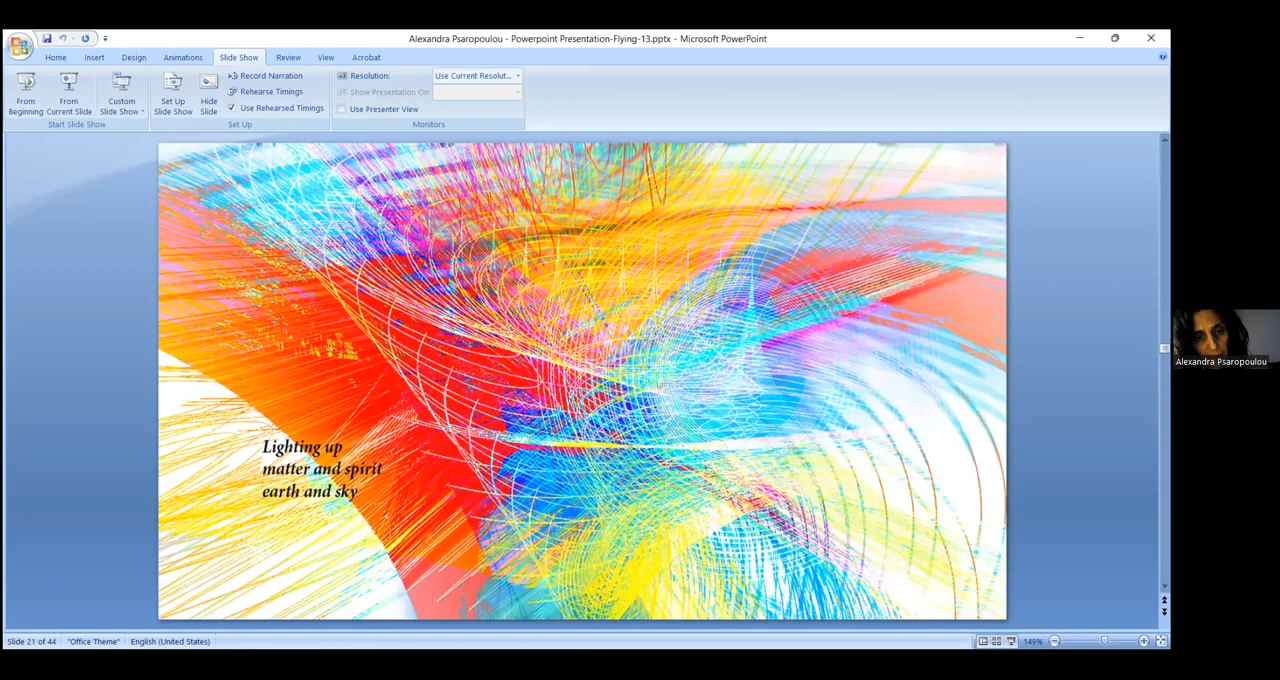 Alexandra Psaropoulou - Powerpoint Presentation-Flying-13.pptx - Microsoft PowerPoint
Home Insert Design Animations Slide Show Review View Acrobat
From Beginning
From Current Slide
Custom Slide Show
Start Slide Show
Set Up Slide Show
Hide Slide
Record Narration
Rehearse Timings
Use Rehearsed Timings
Set Up
Resolution: Use Current Resolut...
Show Presentation On:
Use Presenter View
Monitors
Lighting up
matter and spirit
earth and sky
Alexandra Psaropoulou
Slide 21 of 44 "Office Theme" English (United States) 149%